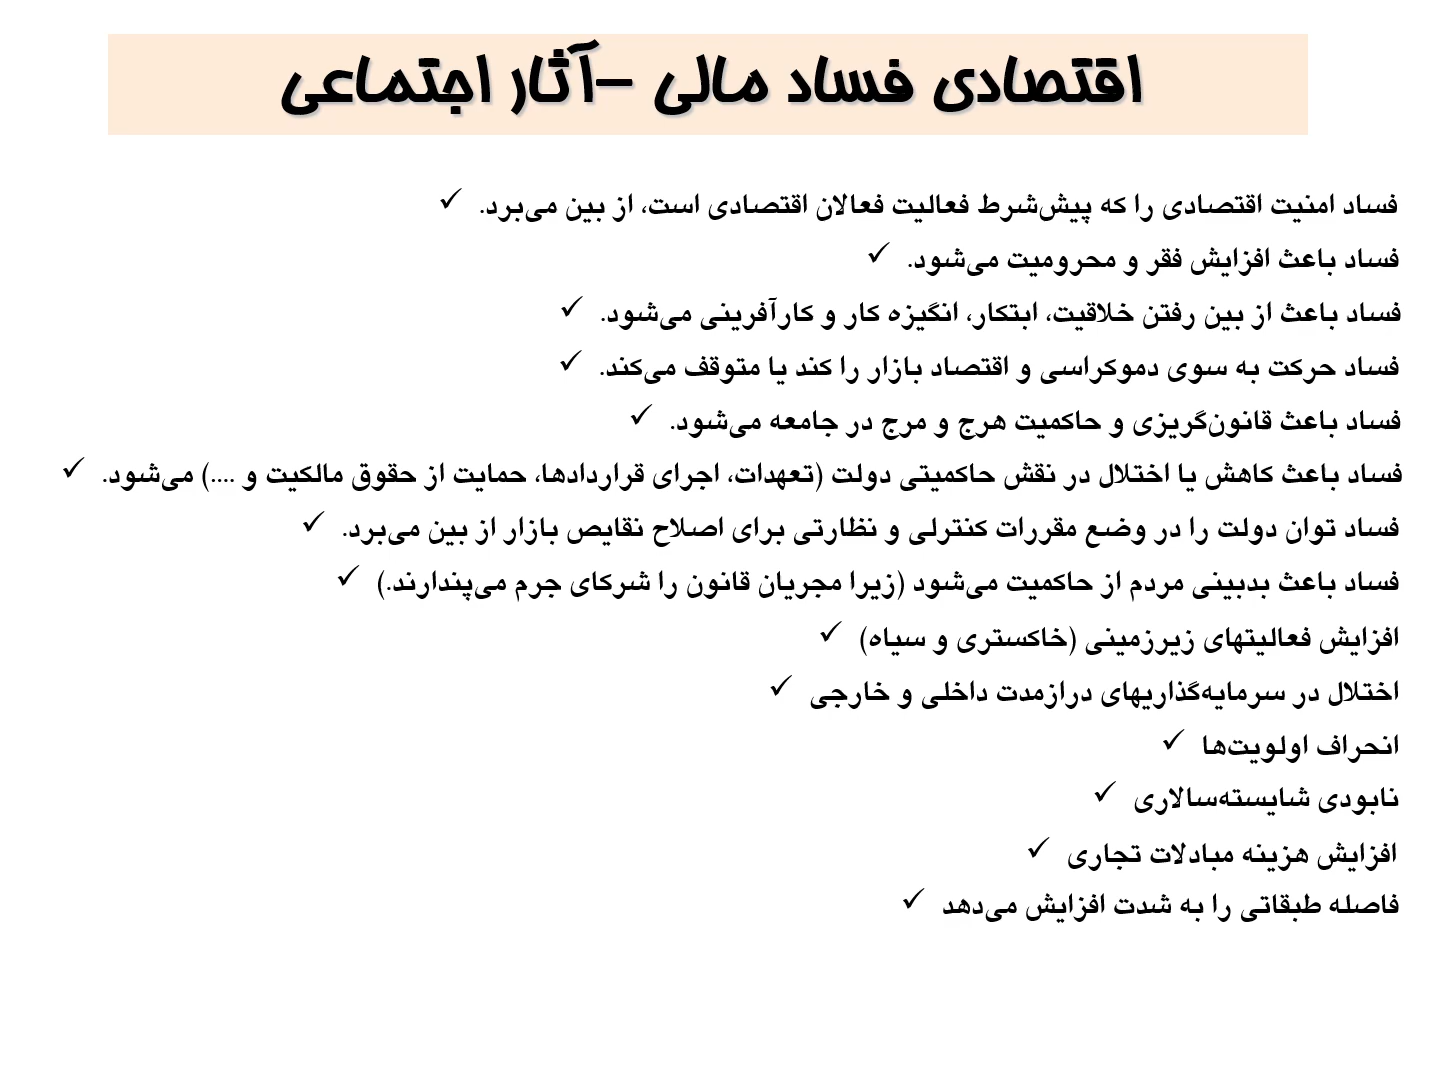 اقتصادی فساد مالی –آثار اجتماعی
فساد امنیت اقتصادی را که پیش‌شرط فعالیت فعالان اقتصادی است، از بین می‌برد. ✓
فساد باعث افزایش فقر و محرومیت می‌شود. ✓
فساد باعث از بین رفتن خلاقیت، ابتکار، انگیزه کار و کارآفرینی می‌شود. ✓
فساد حرکت به سوی دموکراسی و اقتصاد بازار را کند یا متوقف می‌کند. ✓
فساد باعث قانون‌گریزی و حاکمیت هرج و مرج در جامعه می‌شود. ✓
فساد باعث کاهش یا اختلال در نقش حاکمیتی دولت (تعهدات، اجرای قراردادها، حمایت از حقوق مالکیت و ....) می‌شود. ✓
فساد توان دولت را در وضع مقررات کنترلی و نظارتی برای اصلاح نقایص بازار از بین می‌برد. ✓
فساد باعث بدبینی مردم از حاکمیت می‌شود (زیرا مجریان قانون را شرکای جرم می‌پندارند.) ✓
افزایش فعالیتهای زیرزمینی (خاکستری و سیاه) ✓
اختلال در سرمایه‌گذاریهای درازمدت داخلی و خارجی ✓
انحراف اولویت‌ها ✓
نابودی شایسته‌سالاری ✓
افزایش هزینه مبادلات تجاری ✓
فاصله طبقاتی را به شدت افزایش می‌دهد ✓